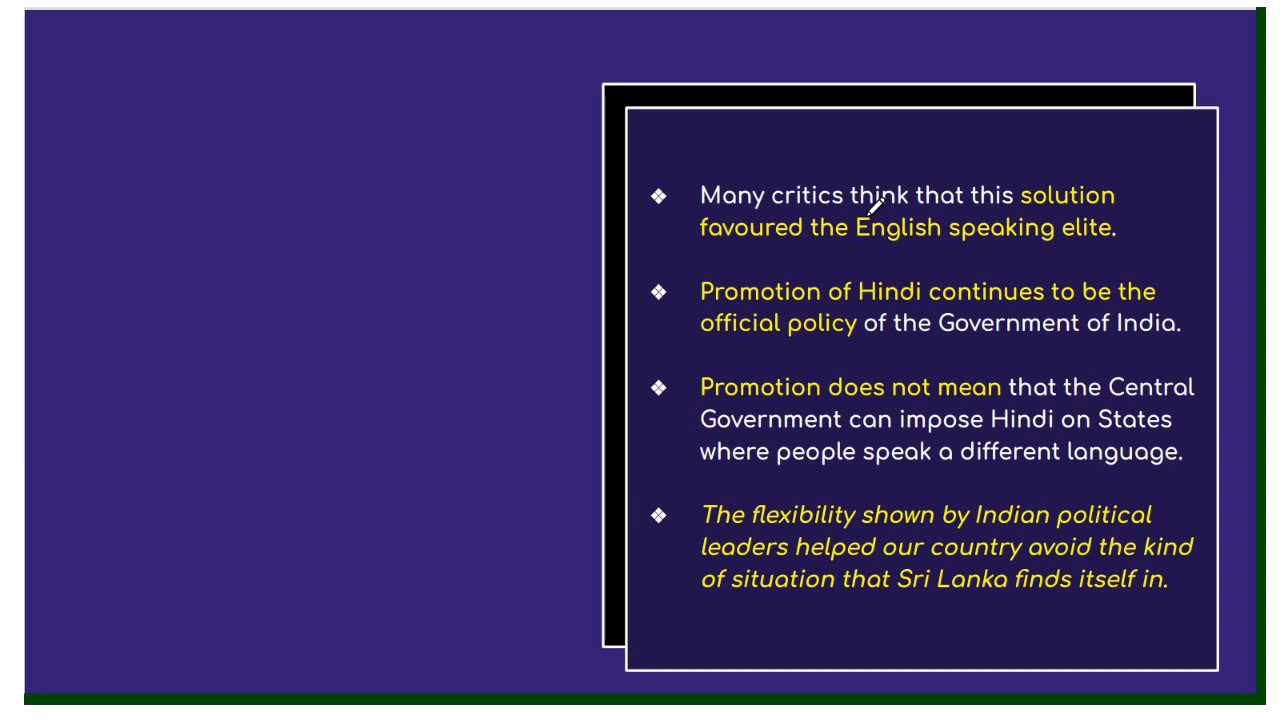 ❖ Many critics think that this solution
favoured the English speaking elite.
❖ Promotion of Hindi continues to be the
official policy of the Government of India.
❖ Promotion does not mean that the Central
Government can impose Hindi on States
where people speak a different language.
❖ The flexibility shown by Indian political
leaders helped our country avoid the kind
of situation that Sri Lanka finds itself in.